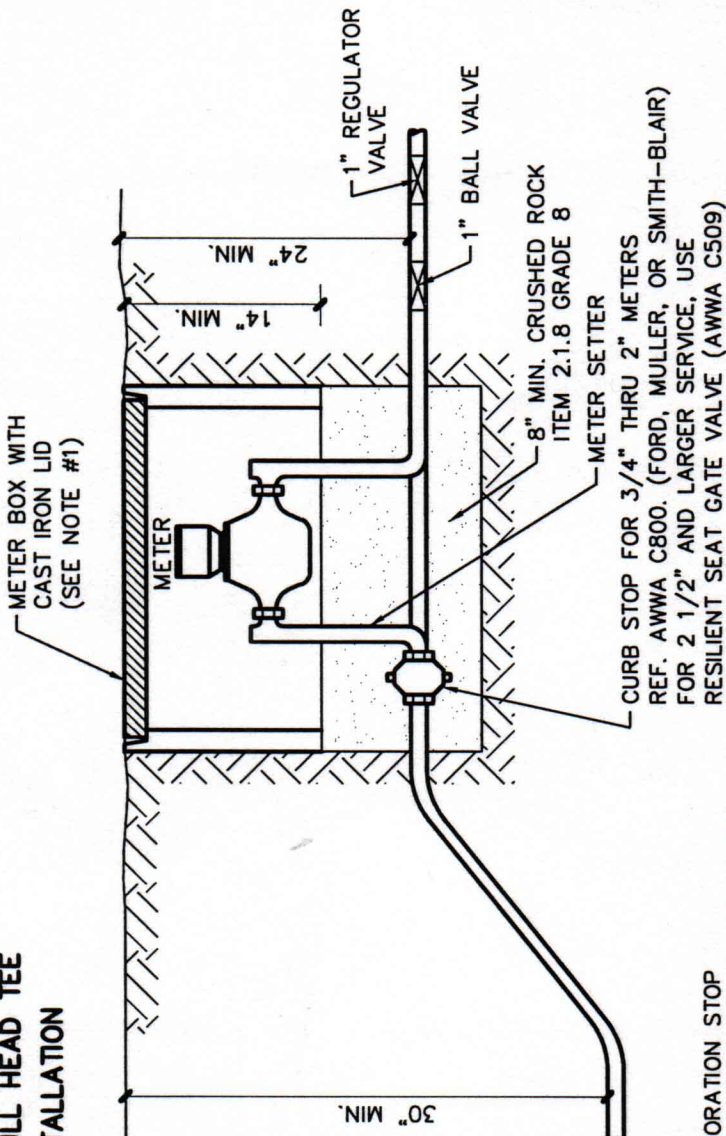 ILL HEAD TEE
TALLATION
METER BOX WITH
CAST IRON LID
(SEE NOTE #1)
METER
14" MIN.
24" MIN.
30" MIN.
1" REGULATOR
VALVE
1" BALL VALVE
8" MIN. CRUSHED ROCK
ITEM 2.1.8 GRADE 8
METER SETTER
CURB STOP FOR 3/4" THRU 2" METERS
REF. AWWA C800. (FORD, MULLER, OR SMITH-BLAIR)
FOR 2 1/2" AND LARGER SERVICE, USE
RESILIENT SEAT GATE VALVE (AWWA C509)
ORATION STOP